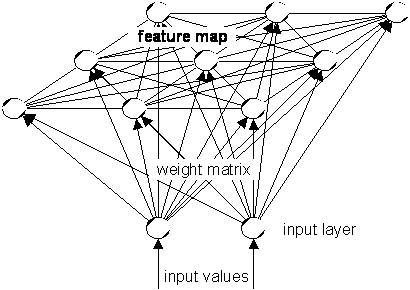 feature map
weight matrix
input layer
input values